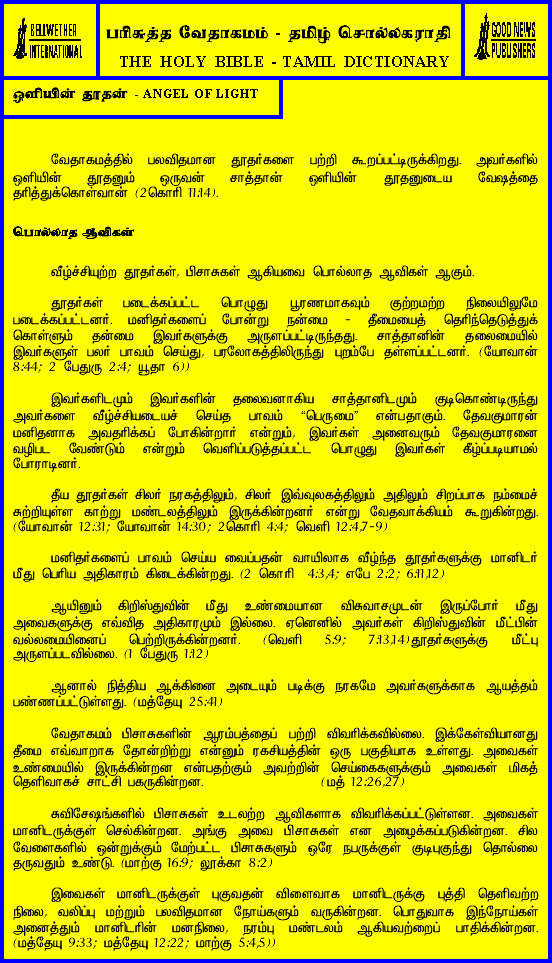 BELLWETHER
INTERNATIONAL
பரிசுத்த வேதாகமம் - தமிழ் சொல்லகராதி
THE HOLY BIBLE - TAMIL DICTIONARY
GOOD NEWS
PUBLISHERS
ஒளியின் தூதன் - ANGEL OF LIGHT
வேதாகமத்தில் பலவிதமான தூதர்களை பற்றி கூறப்பட்டிருக்கிறது. அவர்களில்
ஒளியின் தூதனும் ஒருவன் சாத்தான் ஒளியின் தூதனுடைய வேஷத்தை
தரித்துக்கொள்வான் (2கொரி 11:14).
பொல்லாத ஆவிகள்
வீழ்ச்சியுற்ற தூதர்கள், பிசாசுகள் ஆகியவை பொல்லாத ஆவிகள் ஆகும்.
தூதர்கள் படைக்கப்பட்ட பொழுது பூரணமாகவும் குற்றமற்ற நிலையிலுமே
படைக்கப்பட்டனர். மனிதர்களைப் போன்று நன்மை - தீமையைத் தெரிந்தெடுத்துக்
கொள்ளும் தன்மை இவர்களுக்கு அருளப்பட்டிருந்தது. சாத்தானின் தலைமையில்
இவர்களுள் பலர் பாவம் செய்து, பரலோகத்திலிருந்து புறம்பே தள்ளப்பட்டனர். (யோவான்
8:44; 2 பேதுரு 2:4; யூதா 6))
இவர்களிடமும் இவர்களின் தலைவனாகிய சாத்தானிடமும் குடிகொண்டிருந்து
அவர்களை வீழ்ச்சியடையச் செய்த பாவம் "பெருமை" என்பதாகும். தேவகுமாரன்
மனிதனாக அவதரிக்கப் போகின்றார் என்றும், இவர்கள் அனைவரும் தேவகுமாரனை
வழிபட வேண்டும் என்றும் வெளிப்படுத்தப்பட்ட பொழுது இவர்கள் கீழ்ப்படியாமல்
போராடினர்.
தீய தூதர்கள் சிலர் நரகத்திலும், சிலர் இவ்வுலகத்திலும் அதிலும் சிறப்பாக நம்மைச்
சுற்றியுள்ள காற்று மண்டலத்திலும் இருக்கின்றனர் என்று வேதவாக்கியம் கூறுகின்றது.
(யோவான் 12:31; யோவான் 14:30; 2கொரி 4:4; வெளி 12:4,7-9)
மனிதர்களைப் பாவம் செய்ய வைப்பதன் வாயிலாக வீழ்ந்த தூதர்களுக்கு மானிடர்
மீது பெரிய அதிகாரம் கிடைக்கின்றது. (2 கொரி 4:3,4; எபே 2:2; 6:11,12)
ஆயினும் கிறிஸ்துவின் மீது உண்மையான விசுவாசமுடன் இருப்போர் மீது
அவைகளுக்கு எவ்வித அதிகாரமும் இல்லை. ஏனெனில் அவர்கள் கிறிஸ்துவின் மீட்பின்
வல்லமையினைப் பெற்றிருக்கின்றனர். (வெளி 5:9; 7:13,14)தூதர்களுக்கு மீட்பு
அருளப்படவில்லை. (1 பேதுரு 1:12)
ஆனால் நித்திய ஆக்கினை அடையும் படிக்கு நரகமே அவர்களுக்காக ஆயத்தம்
பண்ணப்பட்டுள்ளது. (மத்தேயு 25:41)
வேதாகமம் பிசாசுகளின் ஆரம்பத்தைப் பற்றி விவரிக்கவில்லை. இக்கேள்வியானது
தீமை எவ்வாறாக தோன்றிற்று என்னும் ரகசியத்தின் ஒரு பகுதியாக உள்ளது. அவைகள்
உண்மையில் இருக்கின்றன என்பதற்கும் அவற்றின் செய்கைகளுக்கும் அவைகள் மிகத்
தெளிவாகச் சாட்சி பகருகின்றன. (மத் 12:26,27)
சுவிசேஷங்களில் பிசாசுகள் உடலற்ற ஆவிகளாக விவரிக்கப்பட்டுள்ளன. அவைகள்
மானிடருக்குள் செல்கின்றன. அங்கு அவை பிசாசுகள் என அழைக்கப்படுகின்றன. சில
வேளைகளில் ஒன்றுக்கும் மேற்பட்ட பிசாசுகளும் ஒரே நபருக்குள் குடிபுகுந்து தொல்லை
தருவதும் உண்டு. (மாற்கு 16:9; லூக்கா 8:2)
இவைகள் மானிடருக்குள் புகுவதன் விளைவாக மானிடருக்கு புத்தி தெளிவற்ற
நிலை, வலிப்பு மற்றும் பலவிதமான நோய்களும் வருகின்றன. பொதுவாக இந்நோய்கள்
அனைத்தும் மானிடரின் மனநிலை, நரம்பு மண்டலம் ஆகியவற்றைப் பாதிக்கின்றன.
(மத்தேயு 9:33; மத்தேயு 12:22; மாற்கு 5:4,5))